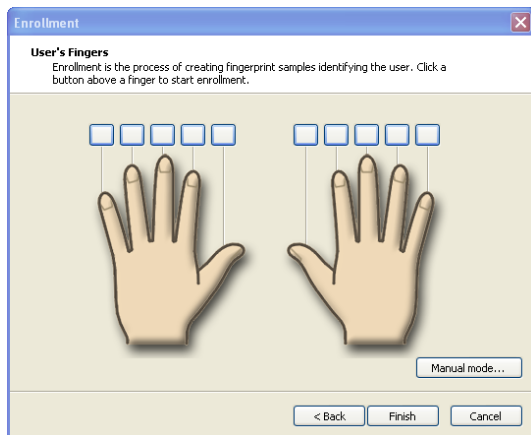 Enrollment
User's Fingers
Enrollment is the process of creating fingerprint samples identifying the user. Click a
button above a finger to start enrollment.
Manual mode...
< Back
Finish
Cancel